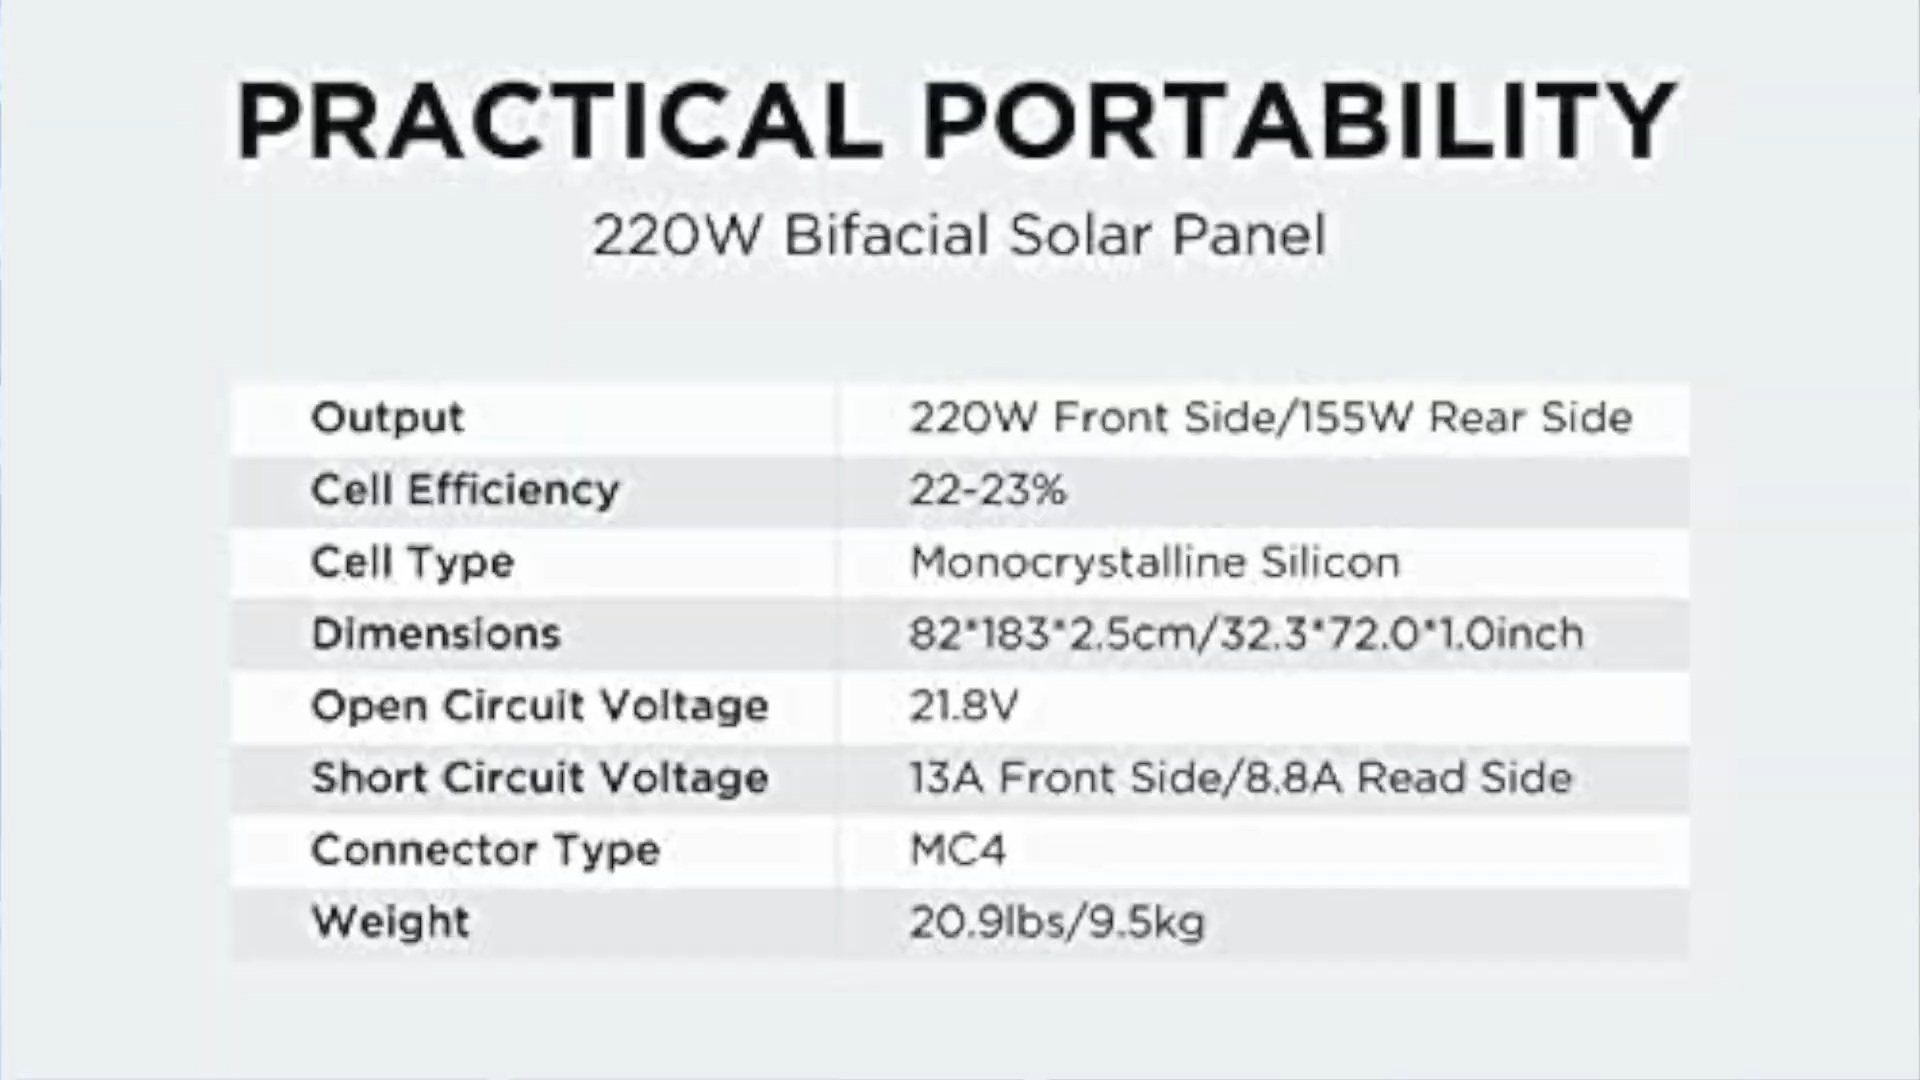 PRACTICAL PORTABILITY
220W Bifacial Solar Panel
Output 220W Front Side/155W Rear Side
Cell Efficiency 22-23%
Cell Type Monocrystalline Silicon
Dimensions 82*183*2.5cm/32.3*72.0*1.0inch
Open Circuit Voltage 21.8V
Short Circuit Voltage 13A Front Side/8.8A Read Side
Connector Type MC4
Weight 20.9lbs/9.5kg